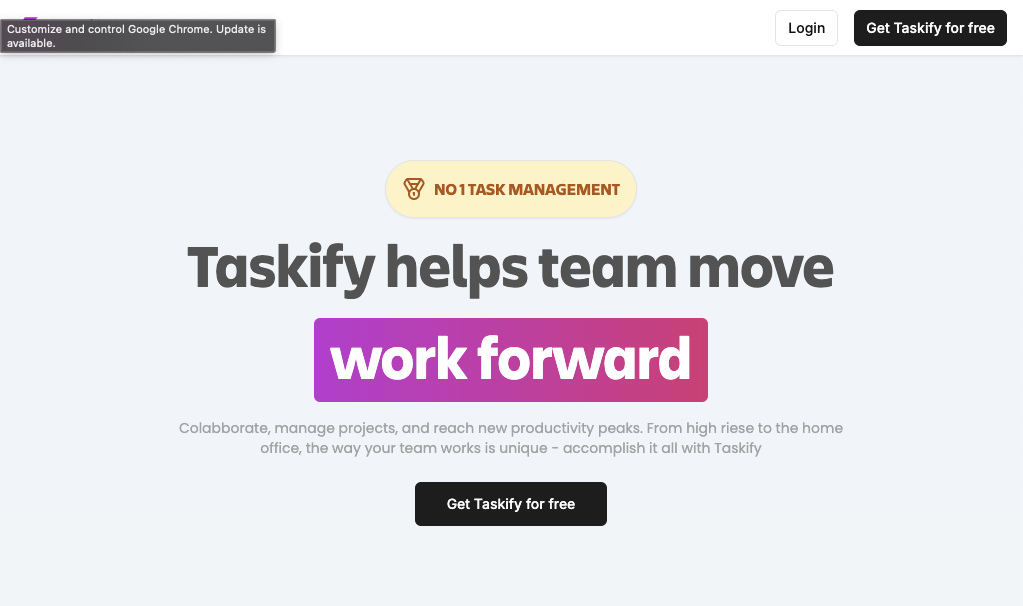 Customize and control Google Chrome. Update is
available.
Login
Get Taskify for free
NO 1 TASK MANAGEMENT
Taskify helps team move
work forward
Colabborate, manage projects, and reach new productivity peaks. From high riese to the home
office, the way your team works is unique - accomplish it all with Taskify
Get Taskify for free